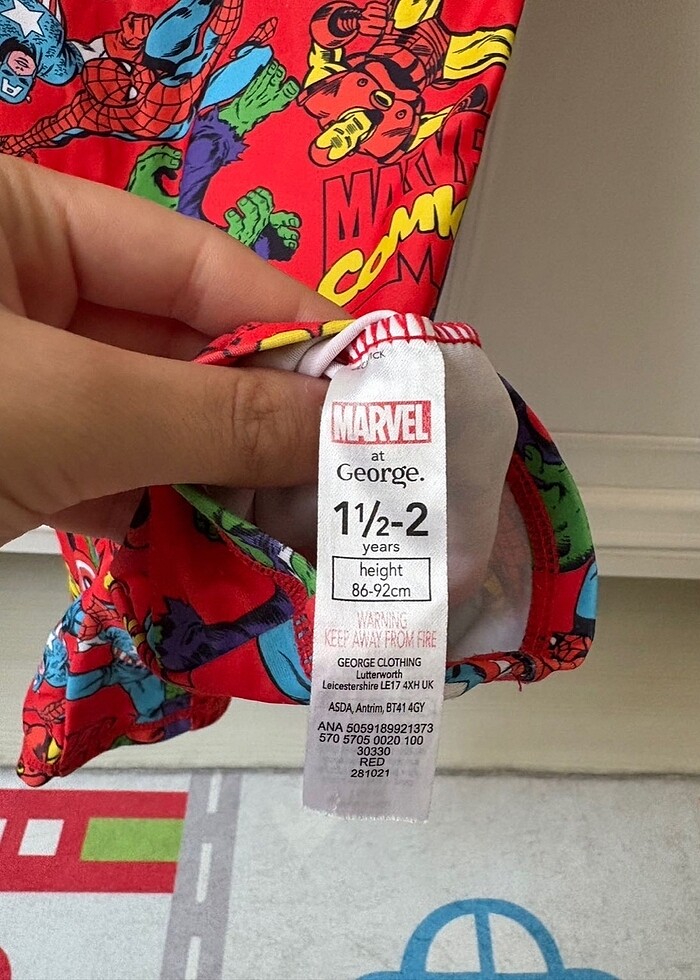 MARVEL
COMI
MARVEL
at
George.
1½-2
years
height
86-92cm
WARNING
KEEP AWAY FROM FIRE
GEORGE CLOTHING
Lutterworth
Leicestershire LE17 4XH UK
ASDA, Antrim, BT41 4GY
ANA 5059189921373
570 5705 0020 100
30330
RED
281021